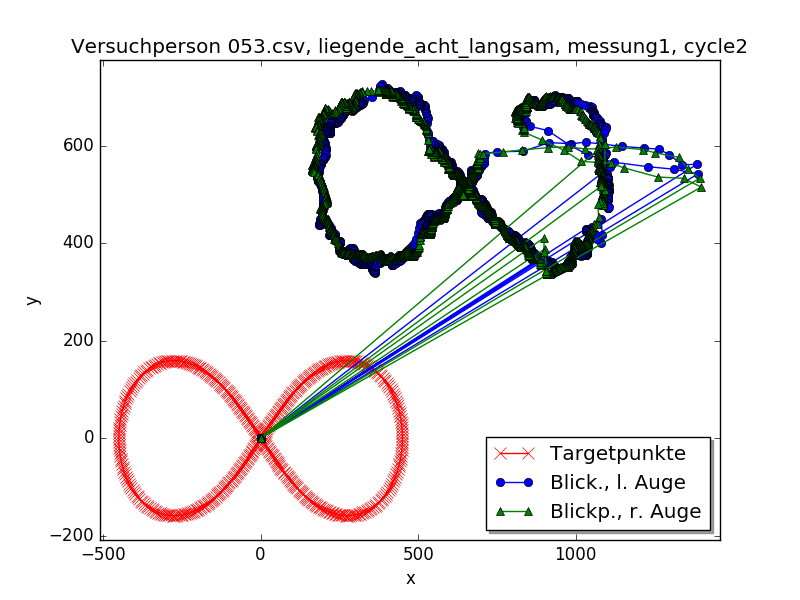 Versuchperson 053.csv, liegende_acht_langsam, messung1, cycle2
600
400
200
0
−200
y
−500
0
500
1000
x
Targetpunkte
Blick., l. Auge
Blickp., r. Auge